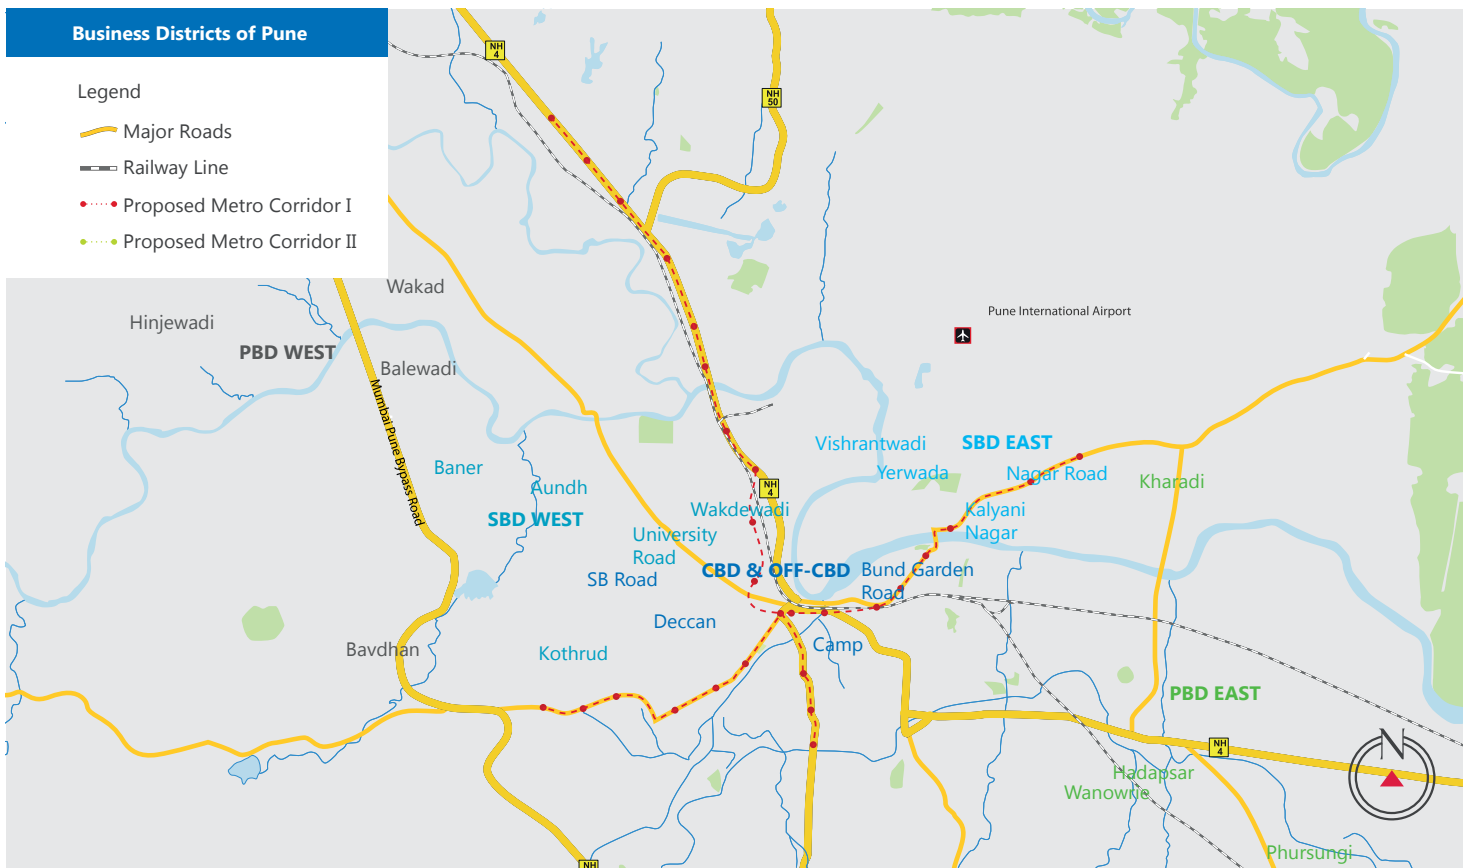 Business Districts of Pune
Legend
Major Roads
Railway Line
Proposed Metro Corridor I
Proposed Metro Corridor II
NH
4
NH
50
Wakad
Hinjewadi
PBD WEST
Balewadi
Mumbai Pune Bypass Road
Pune International Airport
Vishrantwadi
SBD EAST
Yerwada
Nagar Road
Kharadi
Baner
Aundh
SBD WEST
NH
4
Wakdewadi
Kalyani
Nagar
University
Road
SB Road
CBD & OFF-CBD
Bund Garden
Road
Deccan
Camp
Bavdhan
Kothrud
PBD EAST
NH
4
Hadapsar
Wanowrie
Phursungi
N
NH